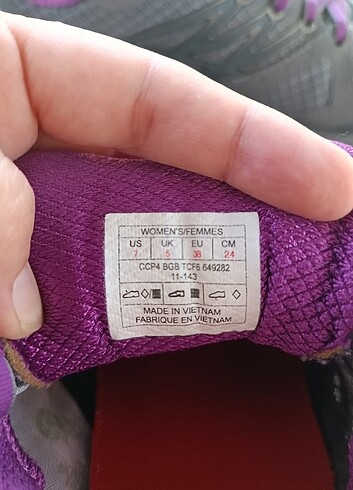 WOMEN'S/FEMMES
US UK EU CM
7 5 38 24
CCP4 BGB TCF6 649282
11-143
MADE IN VIETNAM
FABRIQUE EN VIETNAM